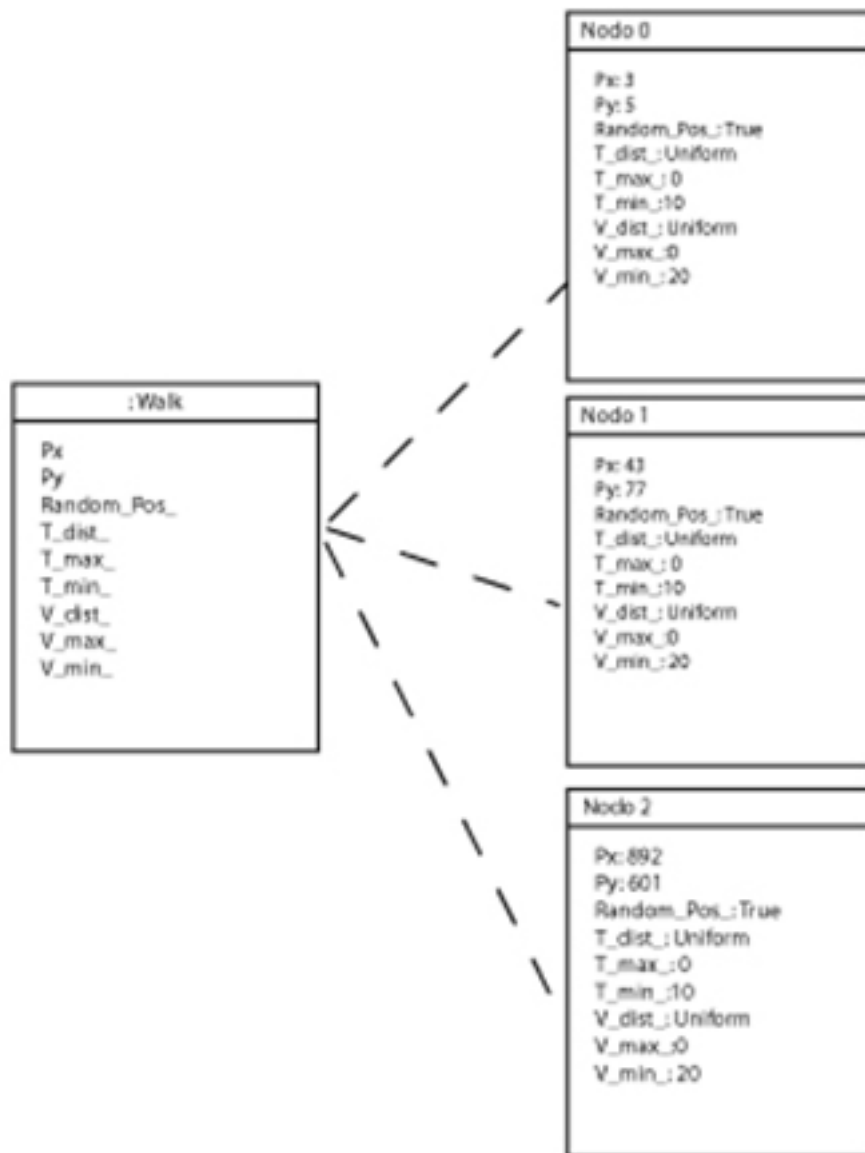 : Walk
Px
Py
Random_Pos_
T_dist_
T_max_
T_min_
V_dist_
V_max_
V_min_
Nodo 0
Px: 3
Py: 5
Random_Pos_: True
T_dist_: Uniform
T_max_: 0
T_min_:10
V_dist_: Uniform
V_max_:0
V_min_: 20
Nodo 1
Px: 43
Py: 77
Random_Pos_: True
T_dist_: Uniform
T_max_: 0
T_min_:10
V_dist_: Uniform
V_max_:0
V_min_: 20
Nodo 2
Px: 892
Py: 601
Random_Pos_: True
T_dist_: Uniform
T_max_: 0
T_min_:10
V_dist_: Uniform
V_max_:0
V_min_: 20